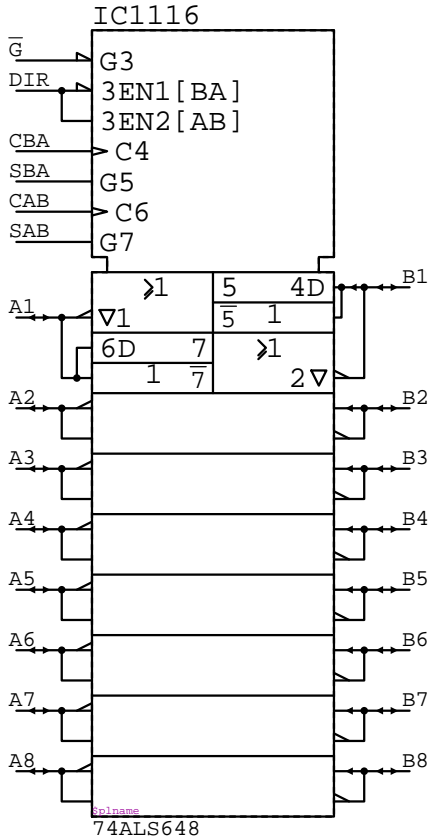 IC1116
G̅ G3
DIR 3EN1[BA]
3EN2[AB]
CBA C4
SBA G5
CAB C6
SAB G7
≥1 5 4D B1
A1 ▽1 5̅ 1
6D 7 ≥1
1 7̅ 2▽
A2 B2
A3 B3
A4 B4
A5 B5
A6 B6
A7 B7
A8 B8
$plname
74ALS648